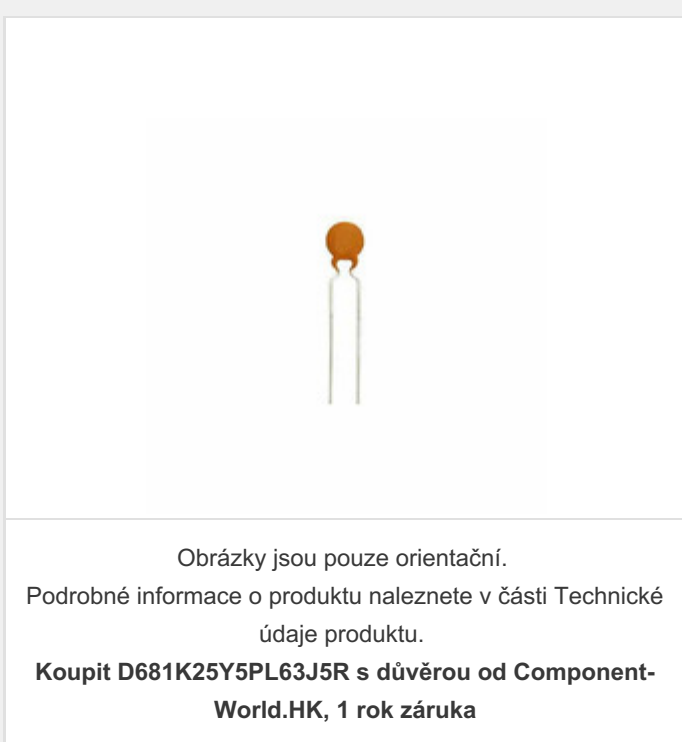 Obrázky jsou pouze orientační.
Podrobné informace o produktu naleznete v části Technické
údaje produktu.
Koupit D681K25Y5PL63J5R s důvěrou od Component-
World.HK, 1 rok záruka